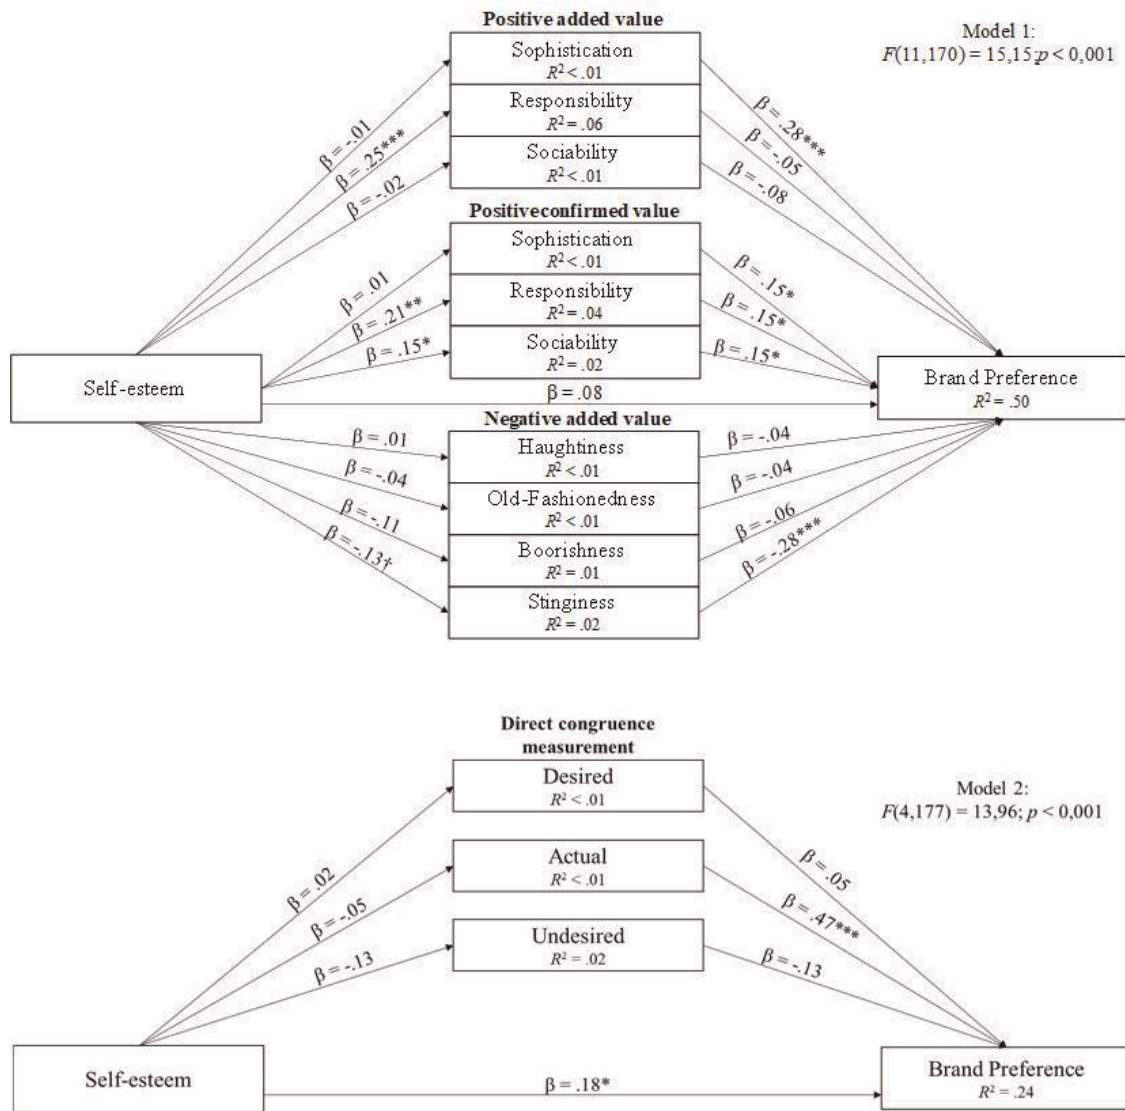 Positive added value
Model 1:
F(11,170) = 15,15;p < 0,001
Sophistication
R² < .01
Responsibility
R² = .06
Sociability
R² < .01
β = -.01
β = .25***
β = -.02
β = .28***
β = -.05
β = -.08
Positiveconfirmed value
Sophistication
R² < .01
Responsibility
R² = .04
Sociability
R² = .02
β = .01
β = .21**
β = .15*
β = .15*
β = .15*
β = .15*
Self-esteem
β = .08
Brand Preference
R² = .50
Negative added value
Haughtiness
R² < .01
Old-Fashionedness
R² < .01
Boorishness
R² = .01
Stinginess
R² = .02
β = .01
β = -.04
β = -.11
β = -.13†
β = -.04
β = -.04
β = -.06
β = -.28***
Direct congruence
measurement
Model 2:
F(4,177) = 13,96; p < 0,001
Desired
R² < .01
Actual
R² < .01
Undesired
R² = .02
β = .02
β = -.05
β = -.13
β = .05
β = .47***
β = -.13
Self-esteem
β = .18*
Brand Preference
R² = .24